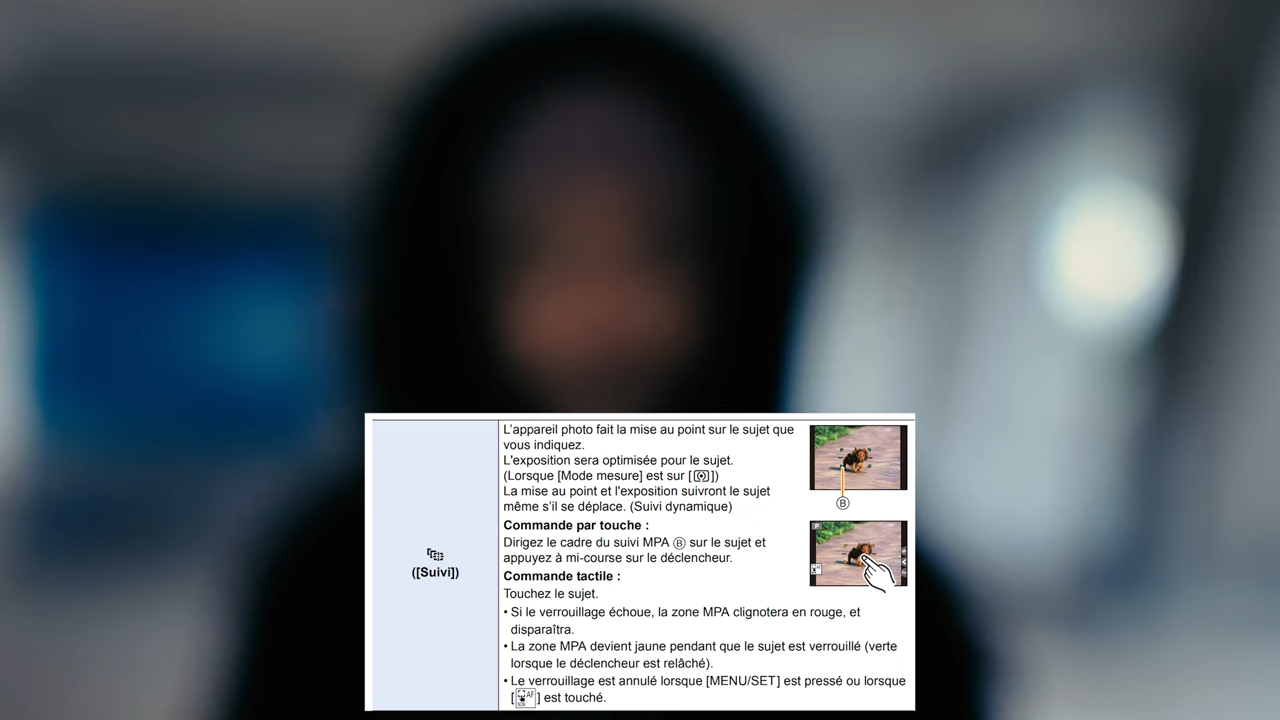 L'appareil photo fait la mise au point sur le sujet que
vous indiquez.
L'exposition sera optimisée pour le sujet.
(Lorsque [Mode mesure] est sur [ ])
La mise au point et l'exposition suivront le sujet
même s'il se déplace. (Suivi dynamique)
Ⓑ
Commande par touche :
Dirigez le cadre du suivi MPA Ⓑ sur le sujet et
appuyez à mi-course sur le déclencheur.
([Suivi])
Commande tactile :
Touchez le sujet.
• Si le verrouillage échoue, la zone MPA clignotera en rouge, et
disparaîtra.
• La zone MPA devient jaune pendant que le sujet est verrouillé (verte
lorsque le déclencheur est relâché).
• Le verrouillage est annulé lorsque [MENU/SET] est pressé ou lorsque
[AF] est touché.